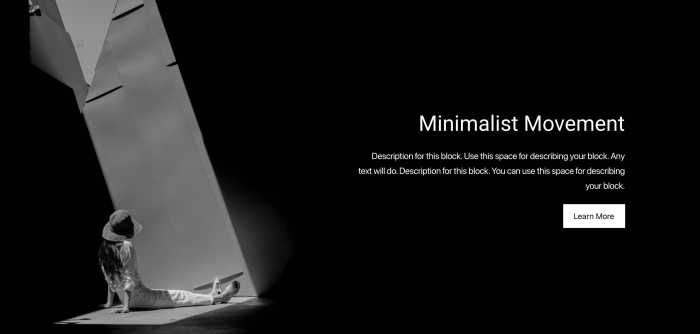 Minimalist Movement
Description for this block. Use this space for describing your block. Any
text will do. Description for this block. You can use this space for describing
your block.
Learn More